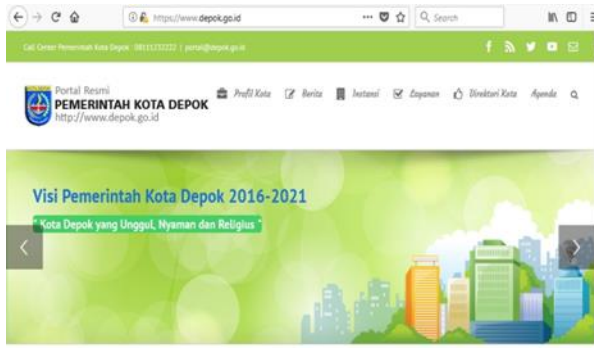 https://www.depok.go.id
Search
Call Center Pemerintah Kota Depok : 08111232222 | portal@depok.go.id
Portal Resmi
PEMERINTAH KOTA DEPOK
http://www.depok.go.id
Profil Kota Berita Instansi Layanan Direktori Kota Agenda
Visi Pemerintah Kota Depok 2016-2021
" Kota Depok yang Unggul, Nyaman dan Religius "